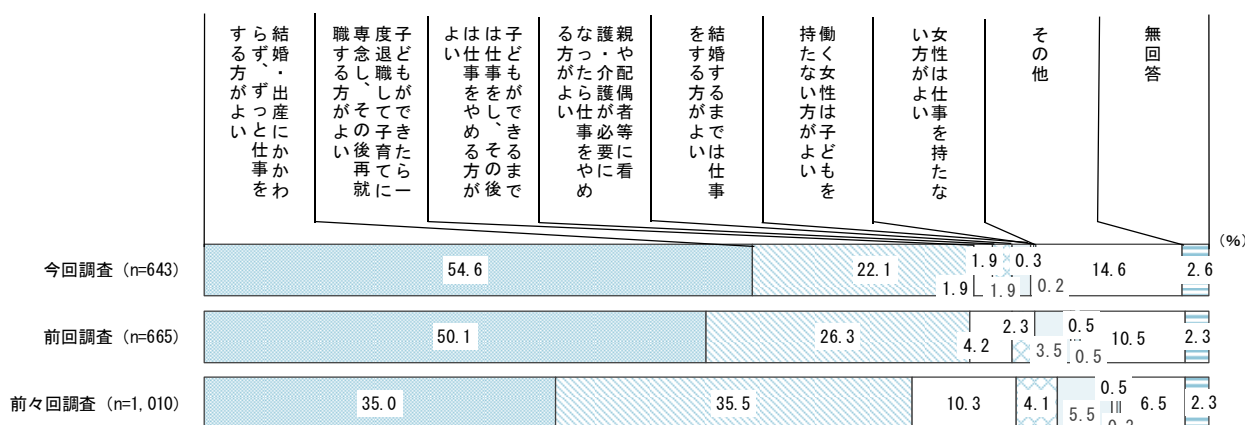 結婚・出産にかかわ
らず、ずっと仕事を
する方がよい
子どもができたら一
度退職して子育てに
専念し、その後再就
職する方がよい
子どもができるまで
は仕事をし、その後
は仕事をやめる方が
よい
親や配偶者等に看
護・介護が必要に
なったら仕事をやめ
る方がよい
結婚するまでは仕事
をする方がよい
働く女性は子どもを
持たない方がよい
女性は仕事を持たな
い方がよい
その他
無回答
(%)
今回調査 (n=643)
54.6
22.1
1.9
1.9
1.9
0.3
0.2
14.6
2.6
前回調査 (n=665)
50.1
26.3
4.2
2.3
3.5
0.5
0.5
10.5
2.3
前々回調査 (n=1,010)
35.0
35.5
10.3
4.1
5.5
0.5
6.5
2.3